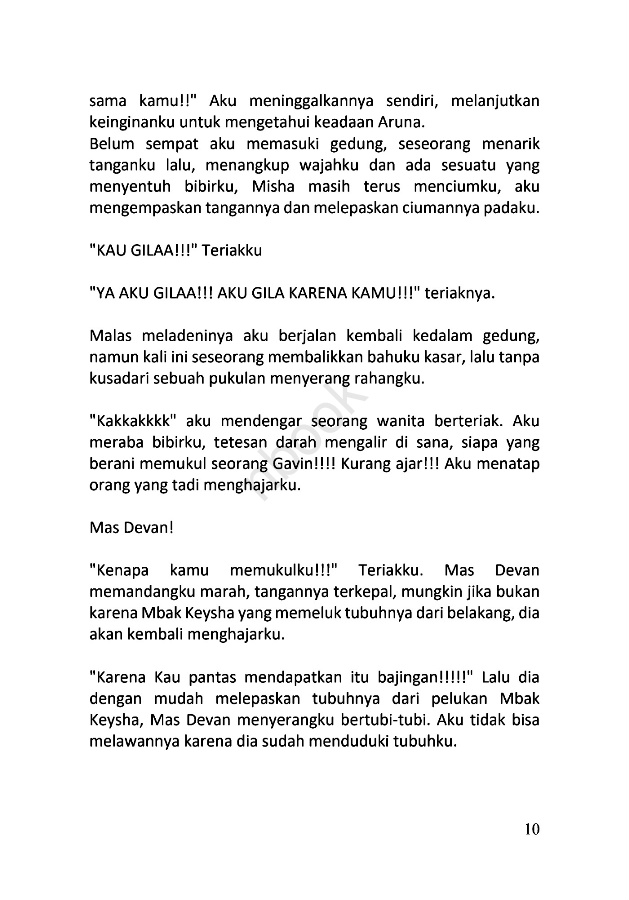 sama kamu!!" Aku meninggalkannya sendiri, melanjutkan
keinginanku untuk mengetahui keadaan Aruna.
Belum sempat aku memasuki gedung, seseorang menarik
tanganku lalu, menangkup wajahku dan ada sesuatu yang
menyentuh bibirku, Misha masih terus menciumku, aku
mengempaskan tangannya dan melepaskan ciumannya padaku.
"KAU GILAA!!!" Teriakku
"YA AKU GILAA!!! AKU GILA KARENA KAMU!!!" teriaknya.
Malas meladeninya aku berjalan kembali kedalam gedung,
namun kali ini seseorang membalikkan bahuku kasar, lalu tanpa
kusadari sebuah pukulan menyerang rahangku.
"Kakkakkkk" aku mendengar seorang wanita berteriak. Aku
meraba bibirku, tetesan darah mengalir di sana, siapa yang
berani memukul seorang Gavin!!!! Kurang ajar!!! Aku menatap
orang yang tadi menghajarku.
Mas Devan!
"Kenapa kamu memukulku!!!" Teriakku. Mas Devan
memandangku marah, tangannya terkepal, mungkin jika bukan
karena Mbak Keysha yang memeluk tubuhnya dari belakang, dia
akan kembali menghajarku.
"Karena Kau pantas mendapatkan itu bajingan!!!!!" Lalu dia
dengan mudah melepaskan tubuhnya dari pelukan Mbak
Keysha, Mas Devan menyerangku bertubi-tubi. Aku tidak bisa
melawannya karena dia sudah menduduki tubuhku.
10